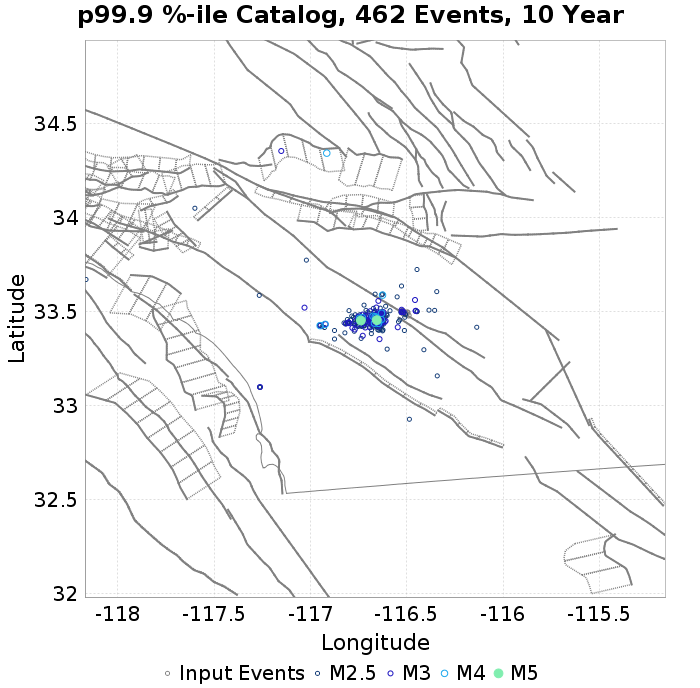 p99.9 %-ile Catalog, 462 Events, 10 Year
34.5
34
33.5
33
32.5
32
Latitude
-118 -117.5 -117 -116.5 -116 -115.5
Longitude
Input Events M2.5 M3 M4 M5